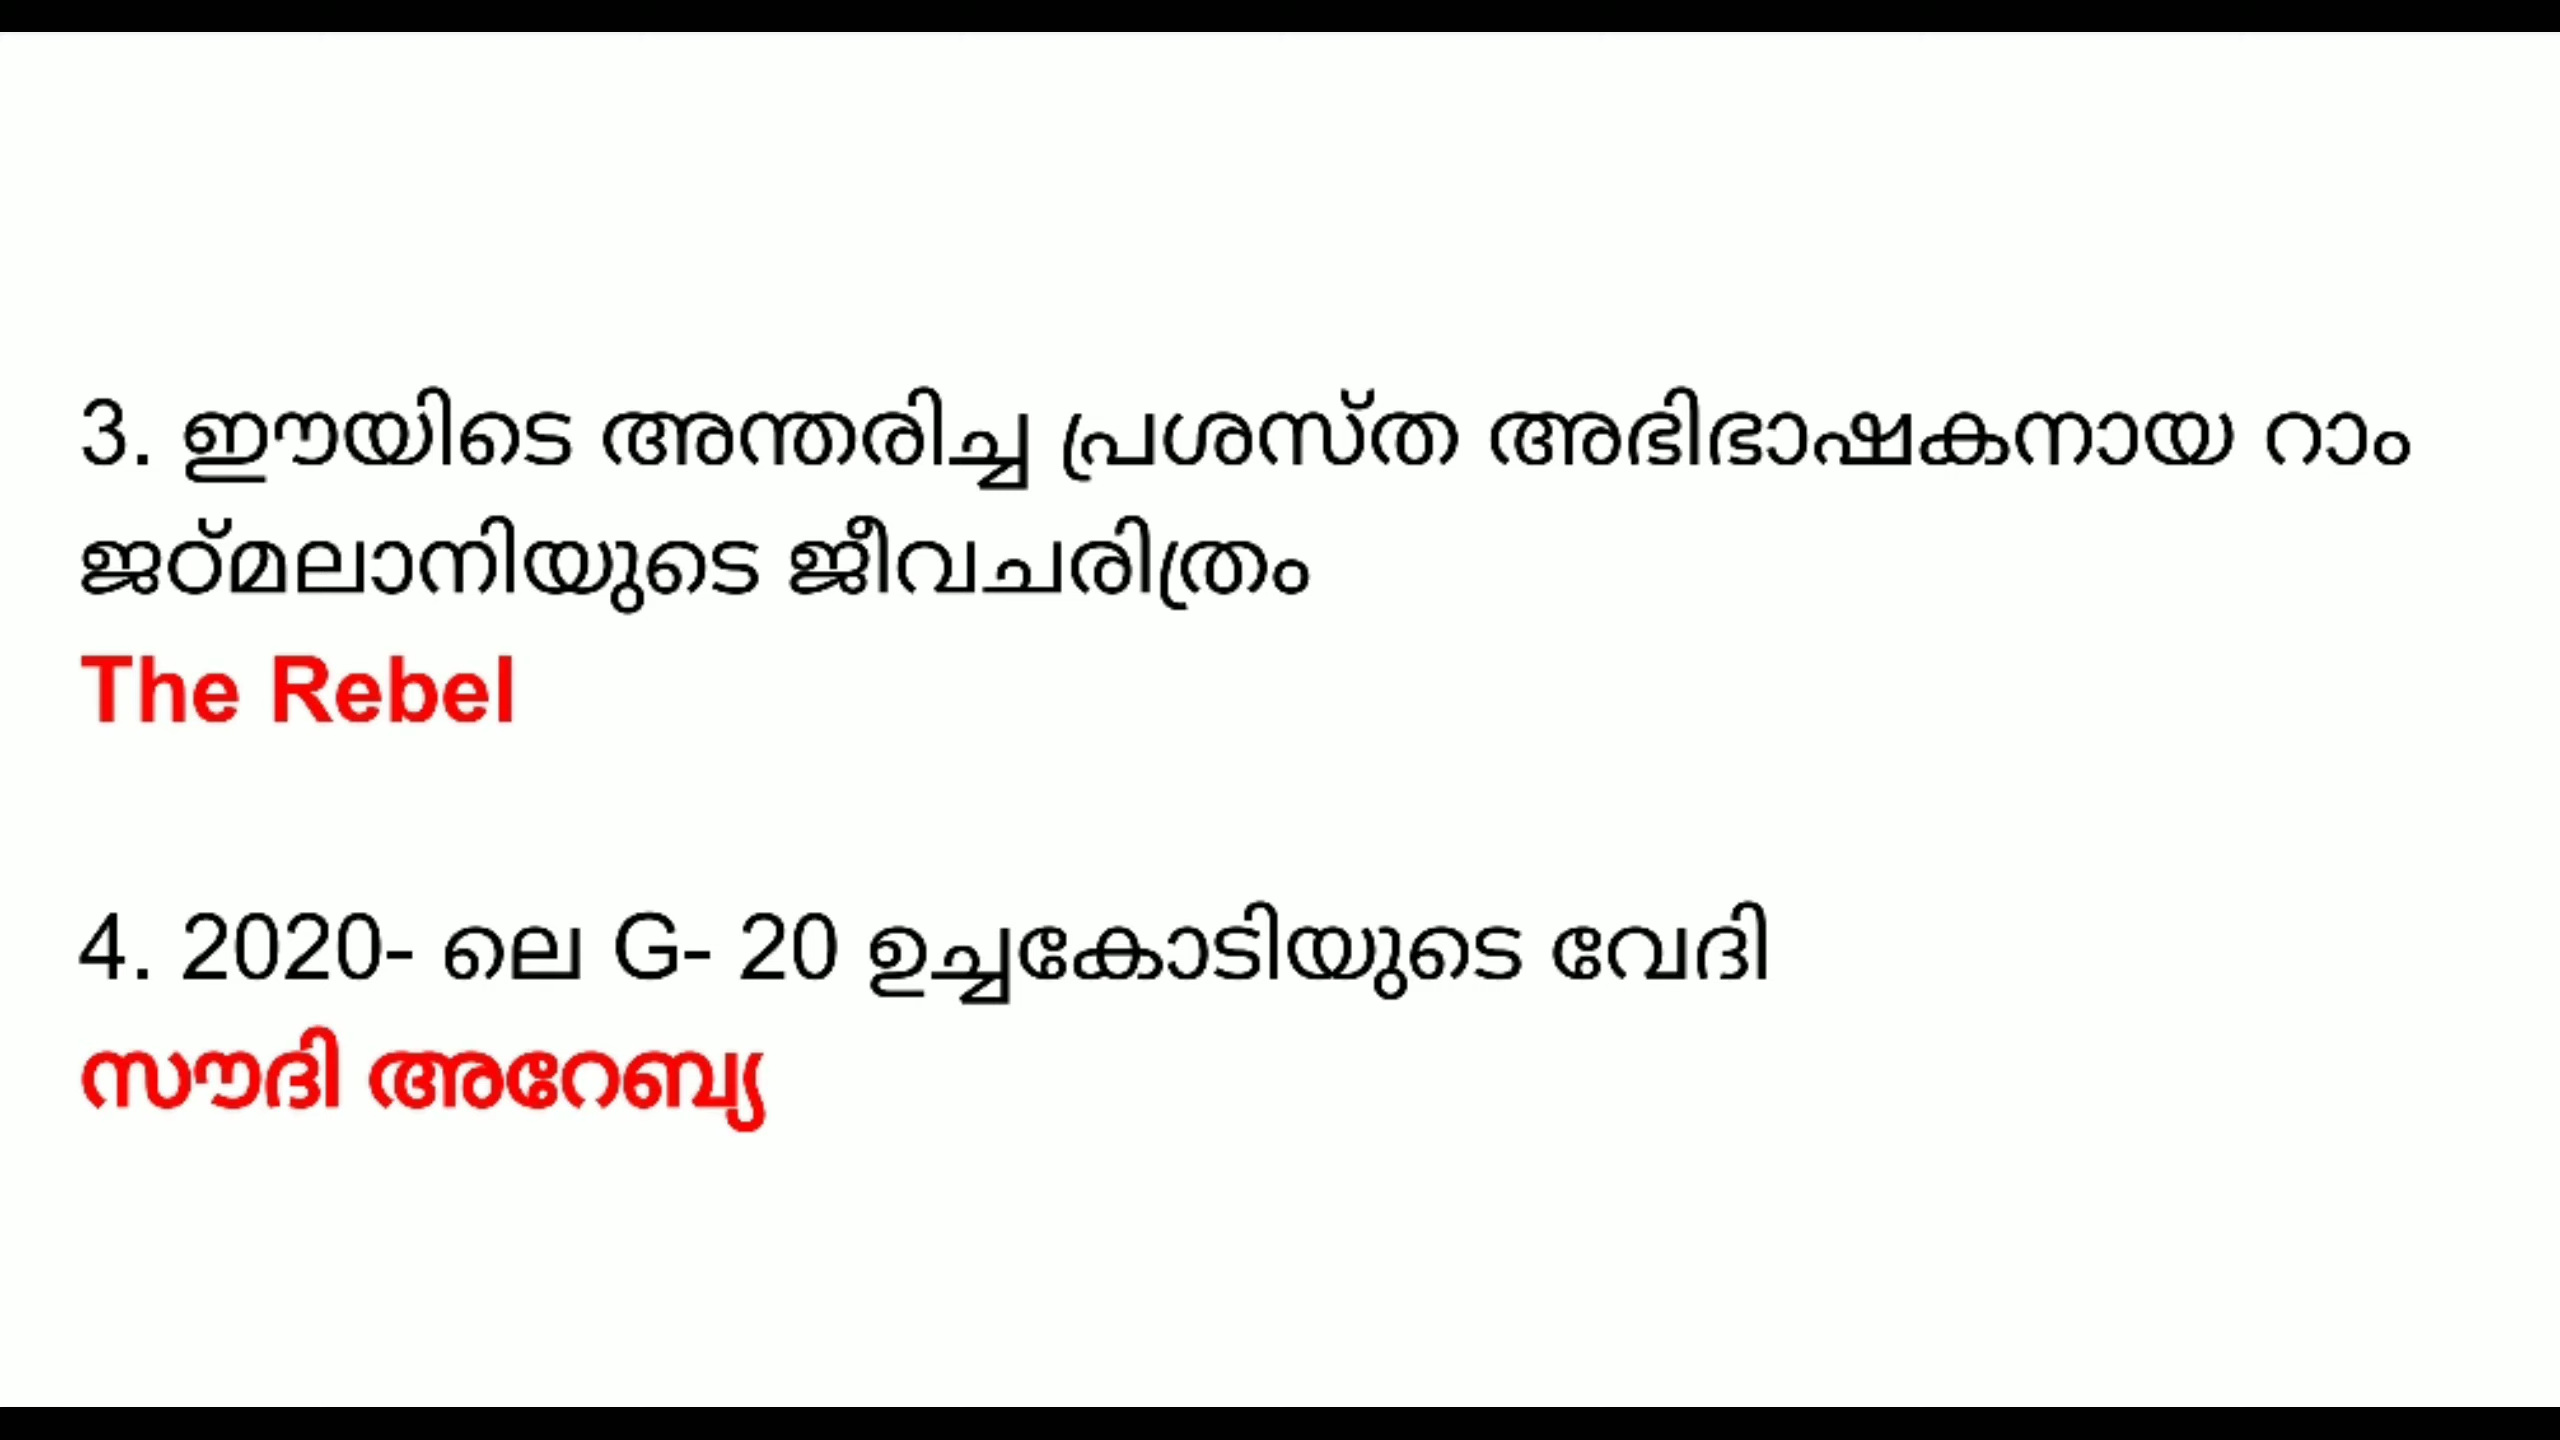 3. ഈയിടെ അന്തരിച്ച പ്രശസ്ത അഭിഭാഷകനായ റാം
ജഠ്മലാനിയുടെ ജീവചരിത്രം
The Rebel
4. 2020- ലെ G- 20 ഉച്ചകോടിയുടെ വേദി
സൗദി അറേബ്യ